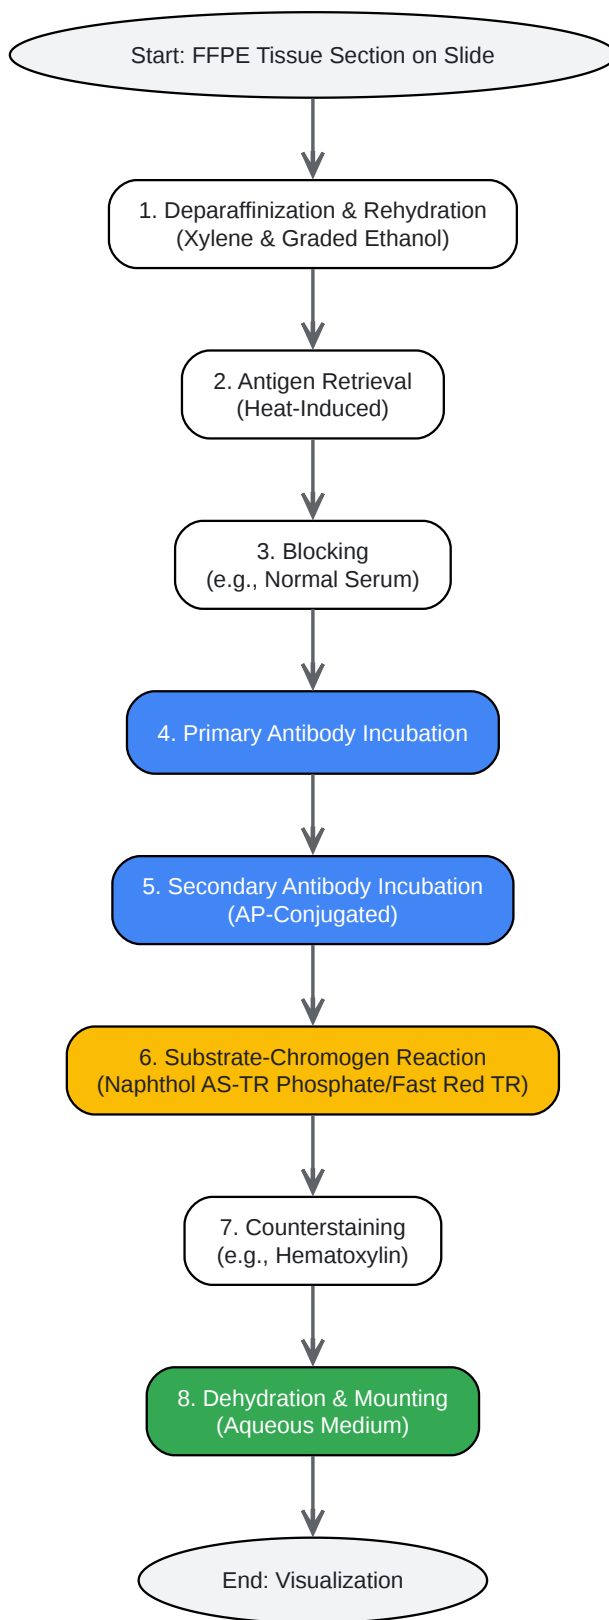 Start: FFPE Tissue Section on Slide
1. Deparaffinization & Rehydration
(Xylene & Graded Ethanol)
2. Antigen Retrieval
(Heat-Induced)
3. Blocking
(e.g., Normal Serum)
4. Primary Antibody Incubation
5. Secondary Antibody Incubation
(AP-Conjugated)
6. Substrate-Chromogen Reaction
(Naphthol AS-TR Phosphate/Fast Red TR)
7. Counterstaining
(e.g., Hematoxylin)
8. Dehydration & Mounting
(Aqueous Medium)
End: Visualization